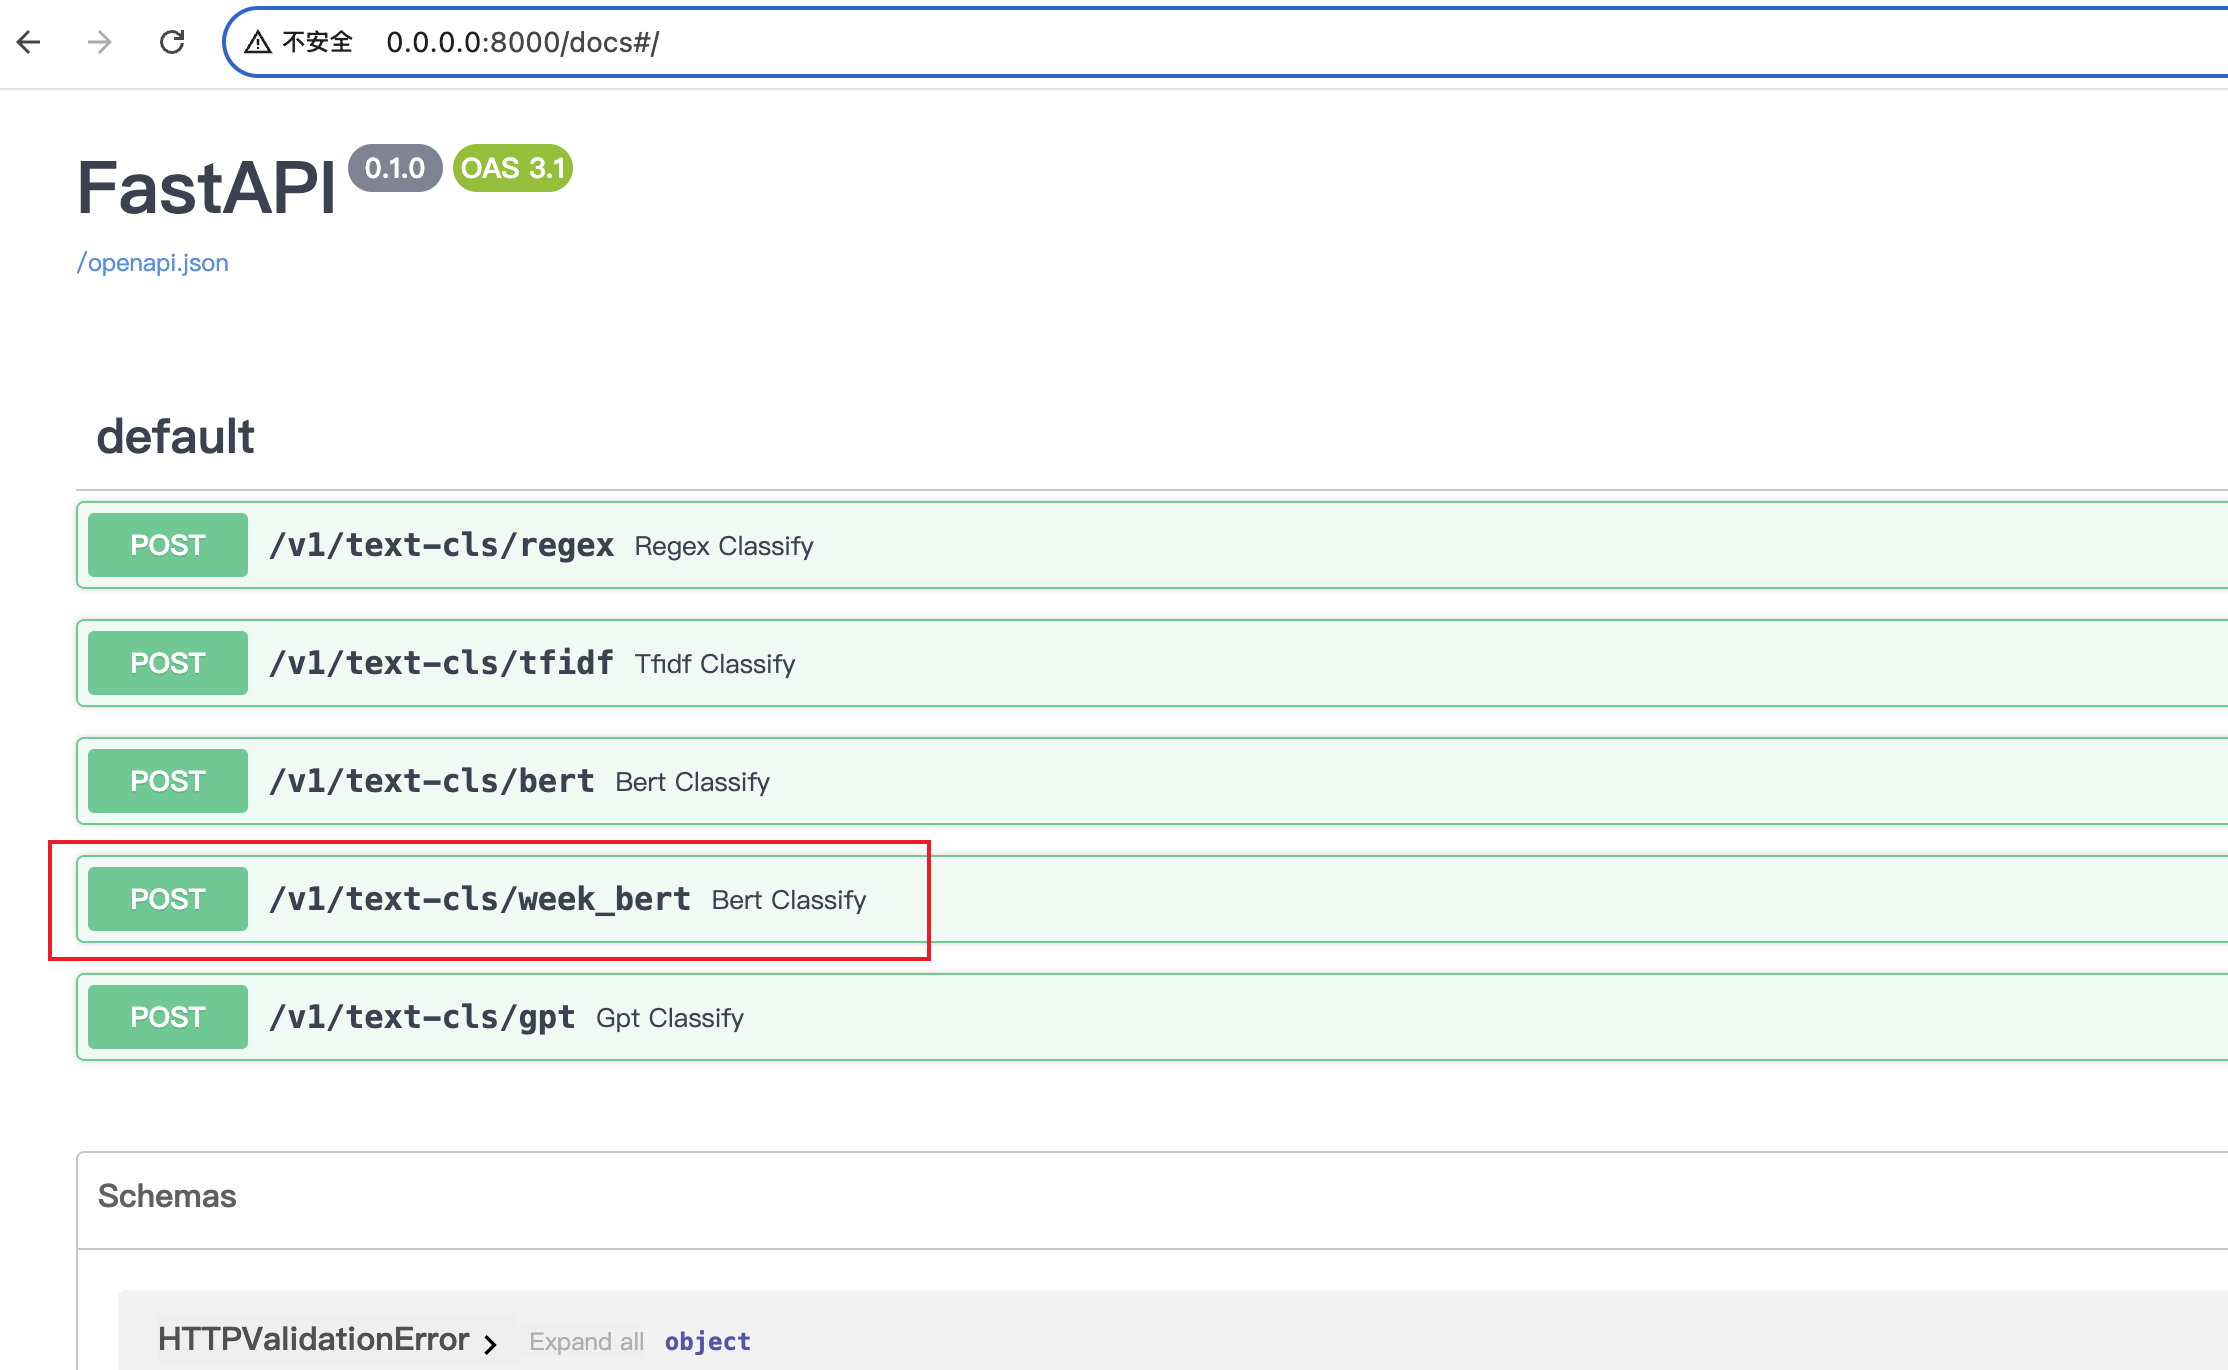 不安全 0.0.0.0:8000/docs#/
FastAPI 0.1.0 OAS 3.1
/openapi.json
default
POST /v1/text-cls/regex Regex Classify
POST /v1/text-cls/tfidf Tfidf Classify
POST /v1/text-cls/bert Bert Classify
POST /v1/text-cls/week_bert Bert Classify
POST /v1/text-cls/gpt Gpt Classify
Schemas
HTTPValidationError Expand all object